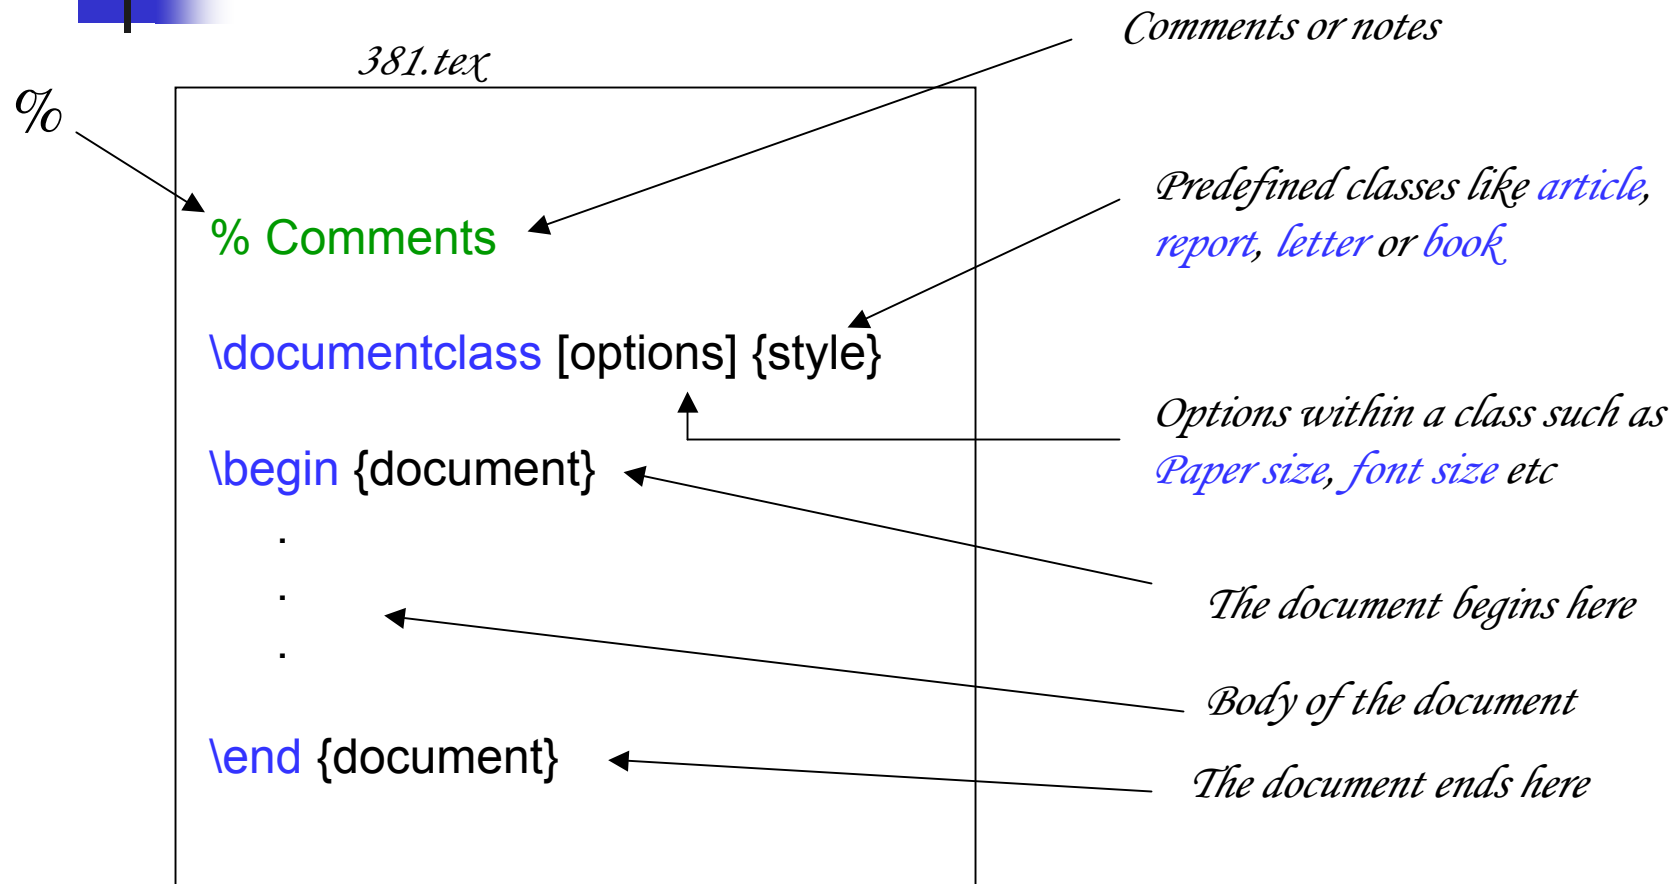 Comments or notes
381.tex
%
% Comments
Predefined classes like article,
report, letter or book
\documentclass [options] {style}
Options within a class such as
Paper size, font size etc
\begin {document}
.
.
.
The document begins here
Body of the document
\end {document}
The document ends here